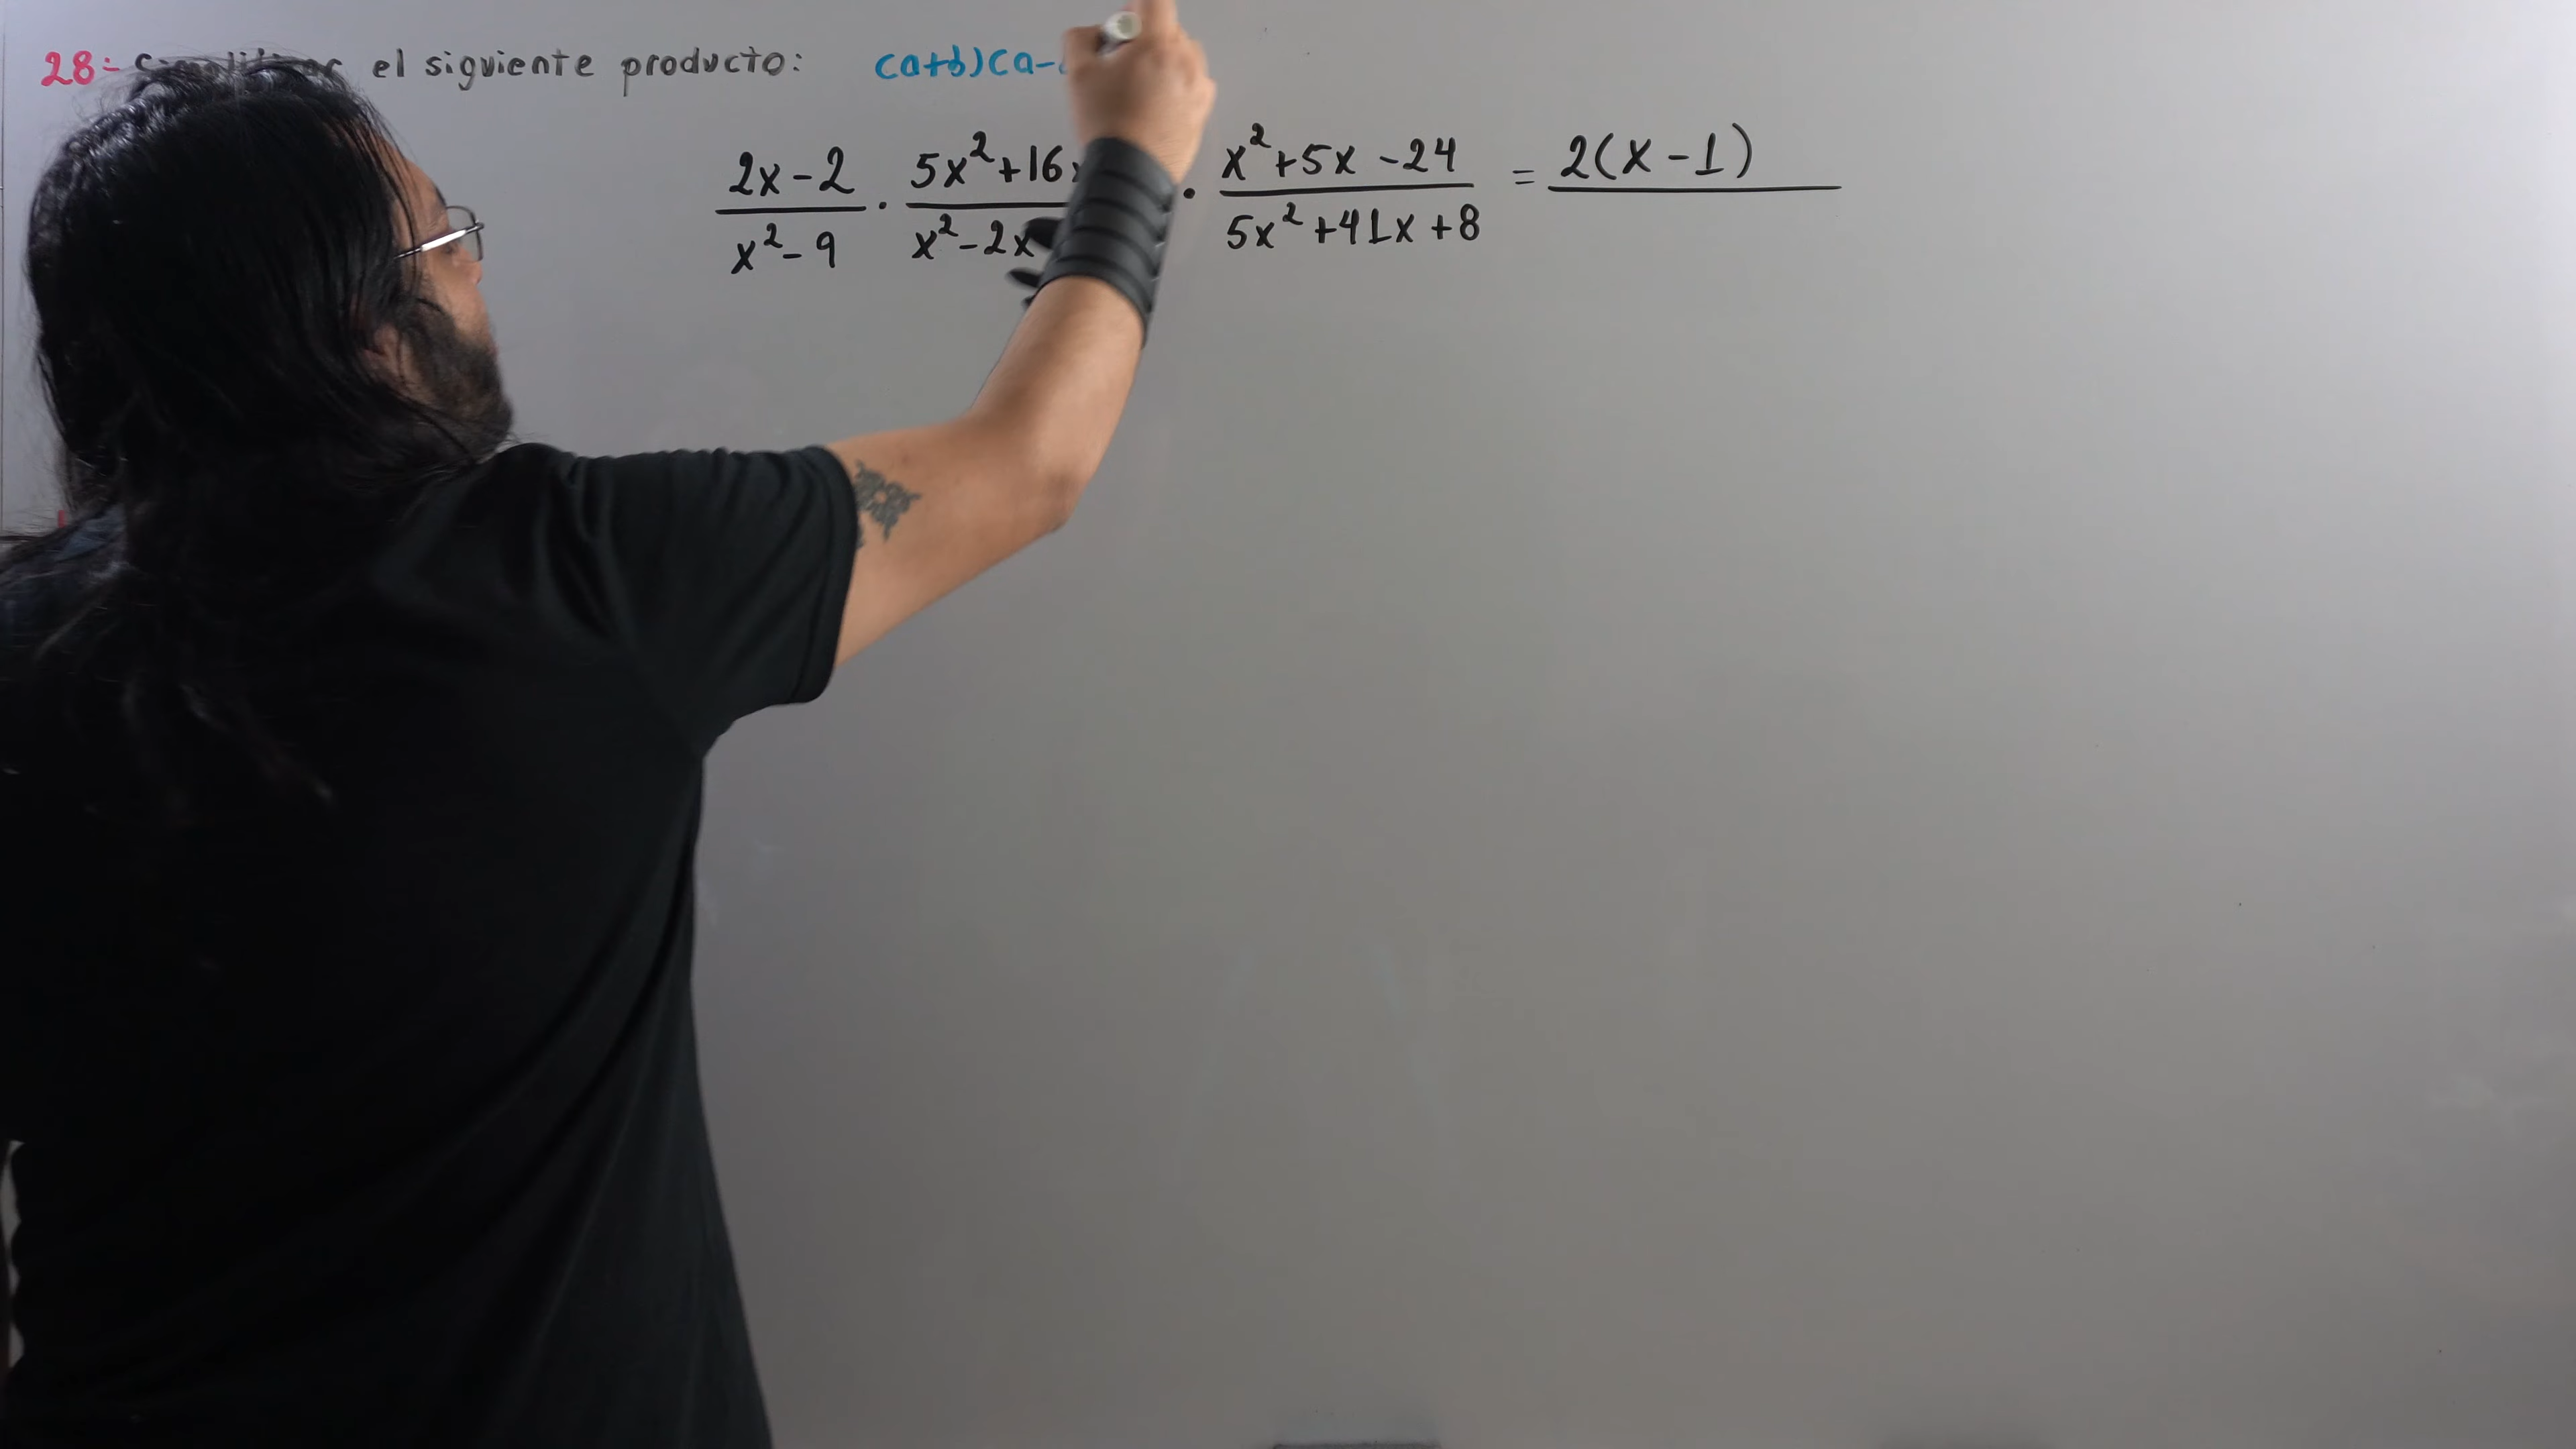 28:- el siguiente producto: (a+b)(a-
2x-2 · 5x²+16 · x²+5x-24 = 2(x-1)
x²-9 x²-2x 5x²+41x+8